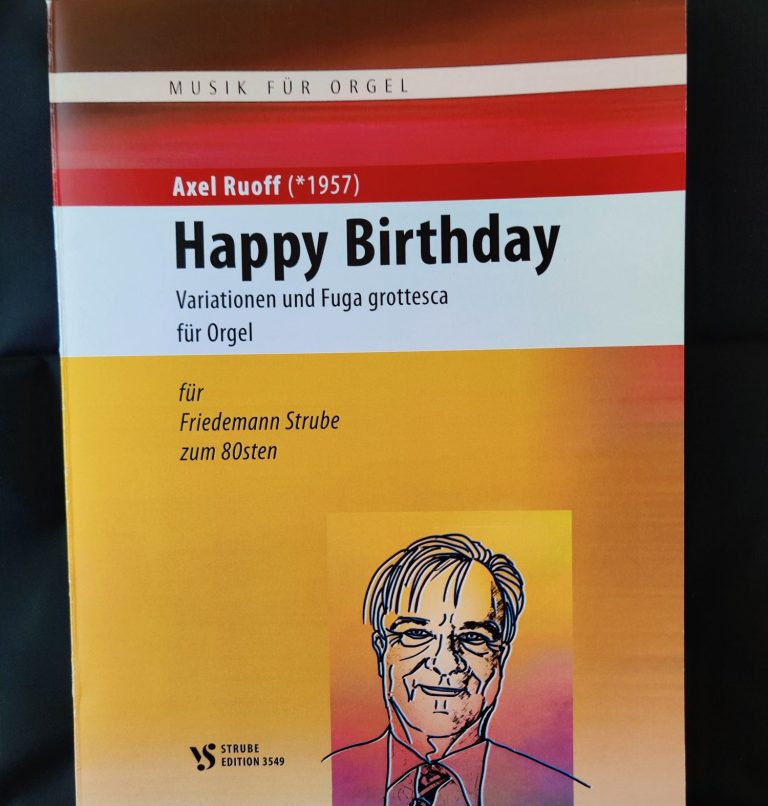 MUSIK FÜR ORGEL
Axel Ruoff (*1957)
Happy Birthday
Variationen und Fuga grottesca
für Orgel
für
Friedemann Strube
zum 80sten
STRUBE
EDITION 3549